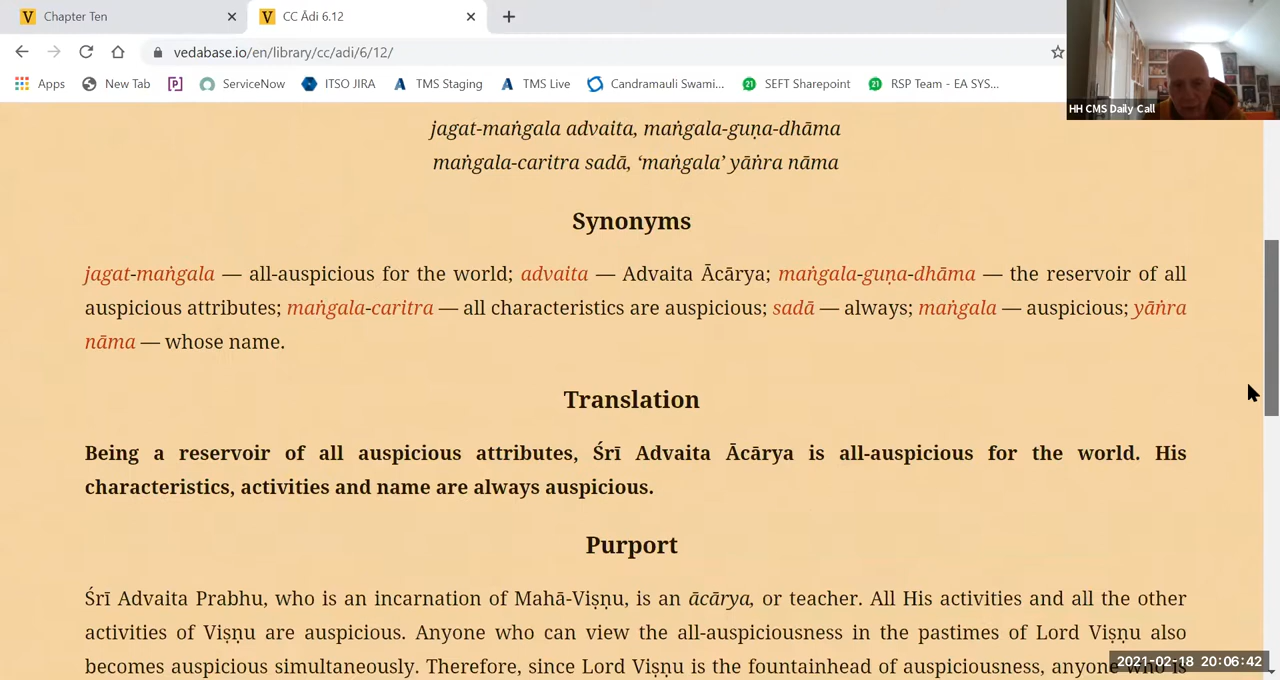 Chapter Ten
CC Ādi 6.12
vedabase.io/en/library/cc/adi/6/12/
Apps
New Tab
ServiceNow
ITSO JIRA
TMS Staging
TMS Live
Candramauli Swami...
SEFT Sharepoint
RSP Team - EA SYS...
HH CMS Daily Call
jagat-maṅgala advaita, maṅgala-guṇa-dhāma
maṅgala-caritra sadā, ‘maṅgala’ yāṅra nāma
Synonyms
jagat-maṅgala — all-auspicious for the world; advaita — Advaita Ācārya; maṅgala-guṇa-dhāma — the reservoir of all
auspicious attributes; maṅgala-caritra — all characteristics are auspicious; sadā — always; maṅgala — auspicious; yāṅra
nāma — whose name.
Translation
Being a reservoir of all auspicious attributes, Śrī Advaita Ācārya is all-auspicious for the world. His
characteristics, activities and name are always auspicious.
Purport
Śrī Advaita Prabhu, who is an incarnation of Mahā-Viṣṇu, is an ācārya, or teacher. All His activities and all the other
activities of Viṣṇu are auspicious. Anyone who can view the all-auspiciousness in the pastimes of Lord Viṣṇu also
becomes auspicious simultaneously. Therefore, since Lord Viṣṇu is the fountainhead of auspiciousness, anyone who is
2021-02-18 20:06:42